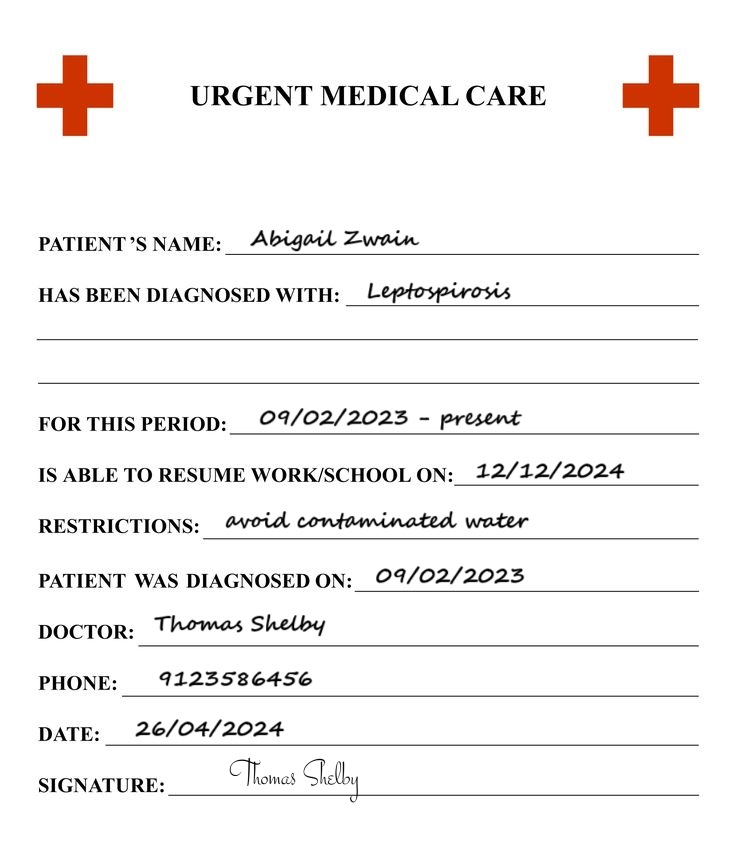 URGENT MEDICAL CARE
PATIENT'S NAME: Abigail Zwain
HAS BEEN DIAGNOSED WITH: Leptospirosis
FOR THIS PERIOD: 09/02/2023 - present
IS ABLE TO RESUME WORK/SCHOOL ON: 12/12/2024
RESTRICTIONS: avoid contaminated water
PATIENT WAS DIAGNOSED ON: 09/02/2023
DOCTOR: Thomas Shelby
PHONE: 9123586456
DATE: 26/04/2024
SIGNATURE: Thomas Shelby